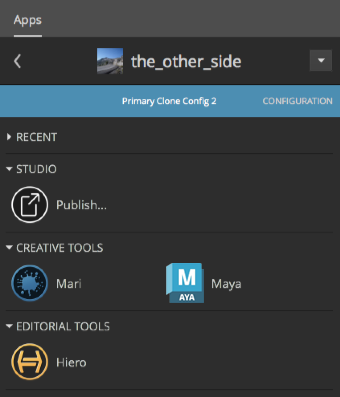 Apps
the_other_side
Primary Clone Config 2 CONFIGURATION
RECENT
STUDIO
Publish...
CREATIVE TOOLS
Mari M AYA Maya
EDITORIAL TOOLS
Hiero